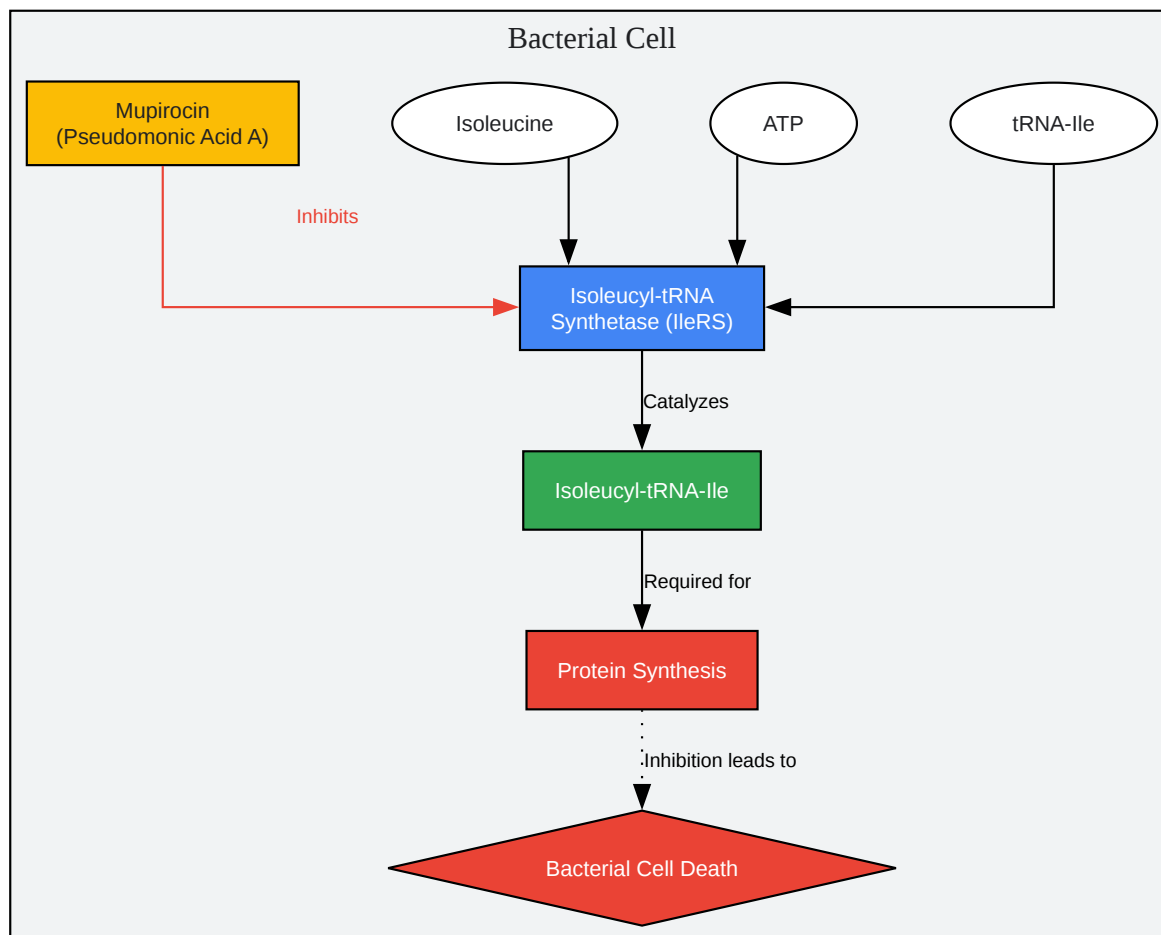 Bacterial Cell
Mupirocin
(Pseudomonic Acid A)
Isoleucine
ATP
tRNA-Ile
Inhibits
Isoleucyl-tRNA
Synthetase (IleRS)
Catalyzes
Isoleucyl-tRNA-Ile
Required for
Protein Synthesis
Inhibition leads to
Bacterial Cell Death